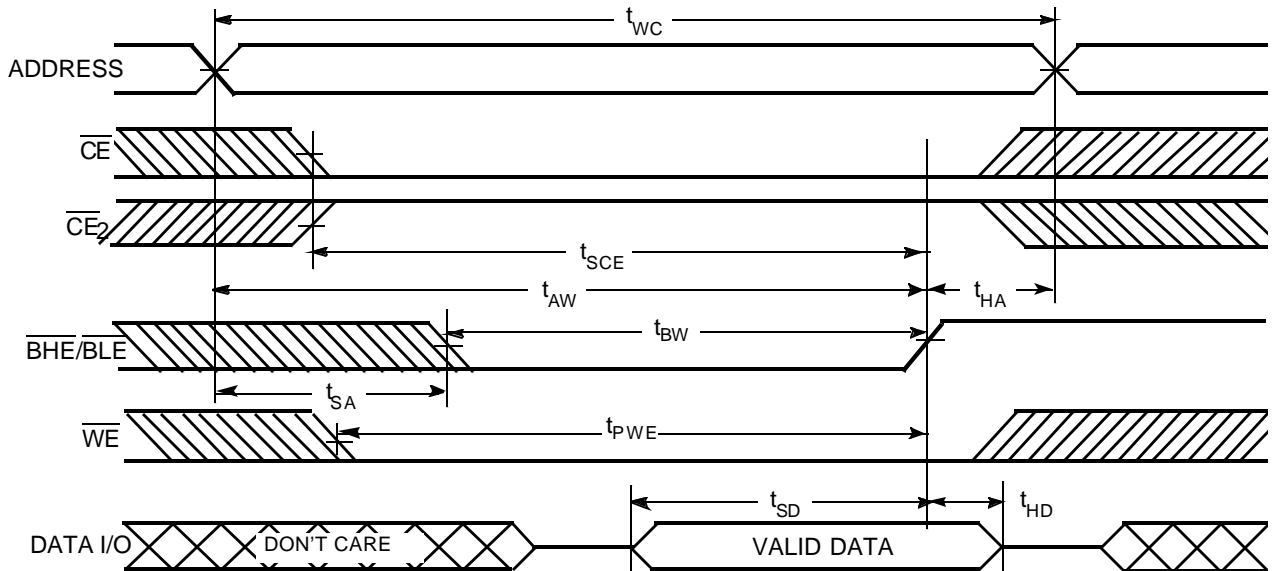 tWC
ADDRESS
CE
CE2
tSCE
tAW
tHA
BHE/BLE
tBW
tSA
WE
tPWE
tSD
tHD
DATA I/O
DON'T CARE
VALID DATA